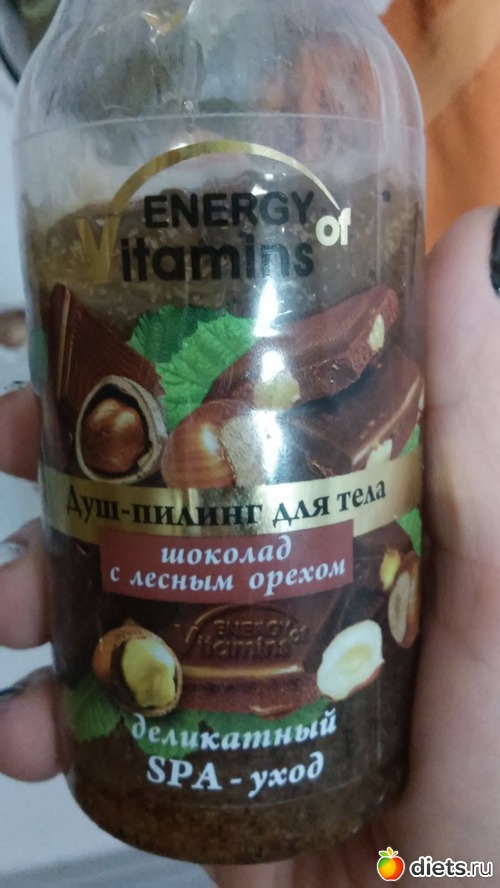 ENERGY of
Vitamins
Душ-пилинг для тела
шоколад
с лесным орехом
ENERGY of
Vitamins
деликатный
SPA - уход
diets.ru